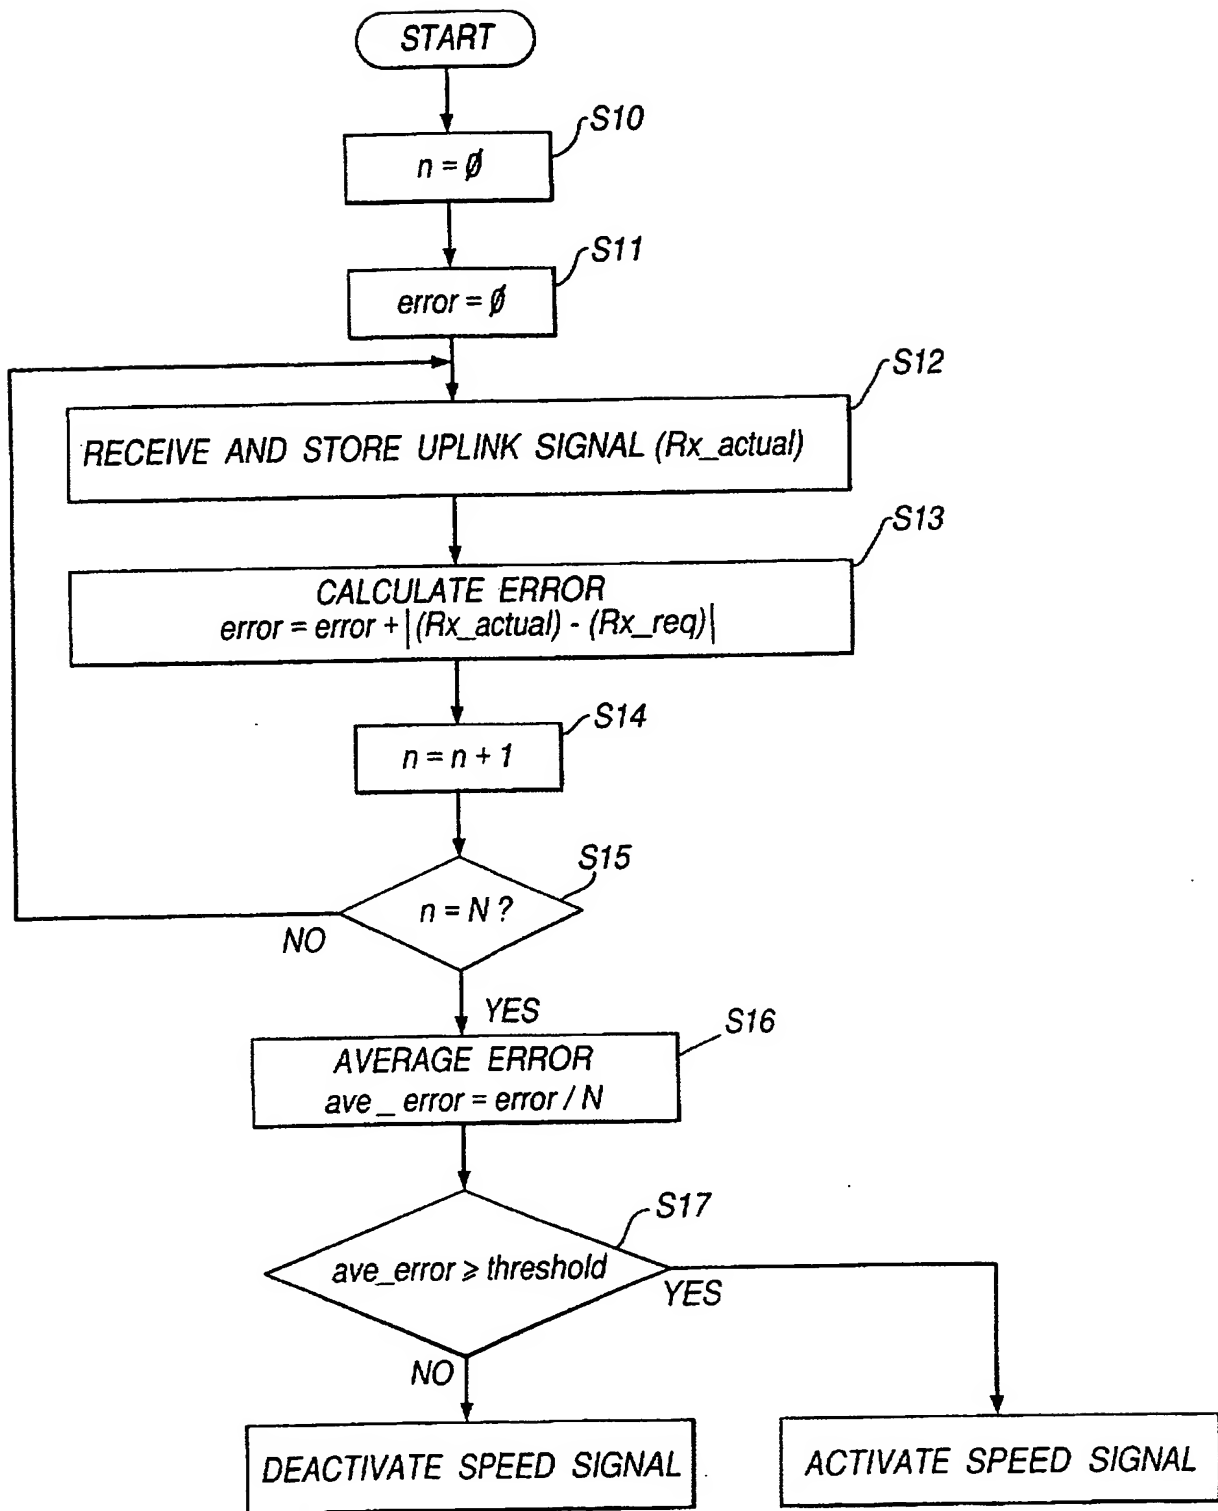 START
S10
n = ∅
S11
error = ∅
S12
RECEIVE AND STORE UPLINK SIGNAL (Rx_actual)
S13
CALCULATE ERROR
error = error + |(Rx_actual) - (Rx_req)|
S14
n = n + 1
S15
n = N ?
NO
YES
S16
AVERAGE ERROR
ave _ error = error / N
S17
ave_error ⩾ threshold
YES
NO
DEACTIVATE SPEED SIGNAL
ACTIVATE SPEED SIGNAL